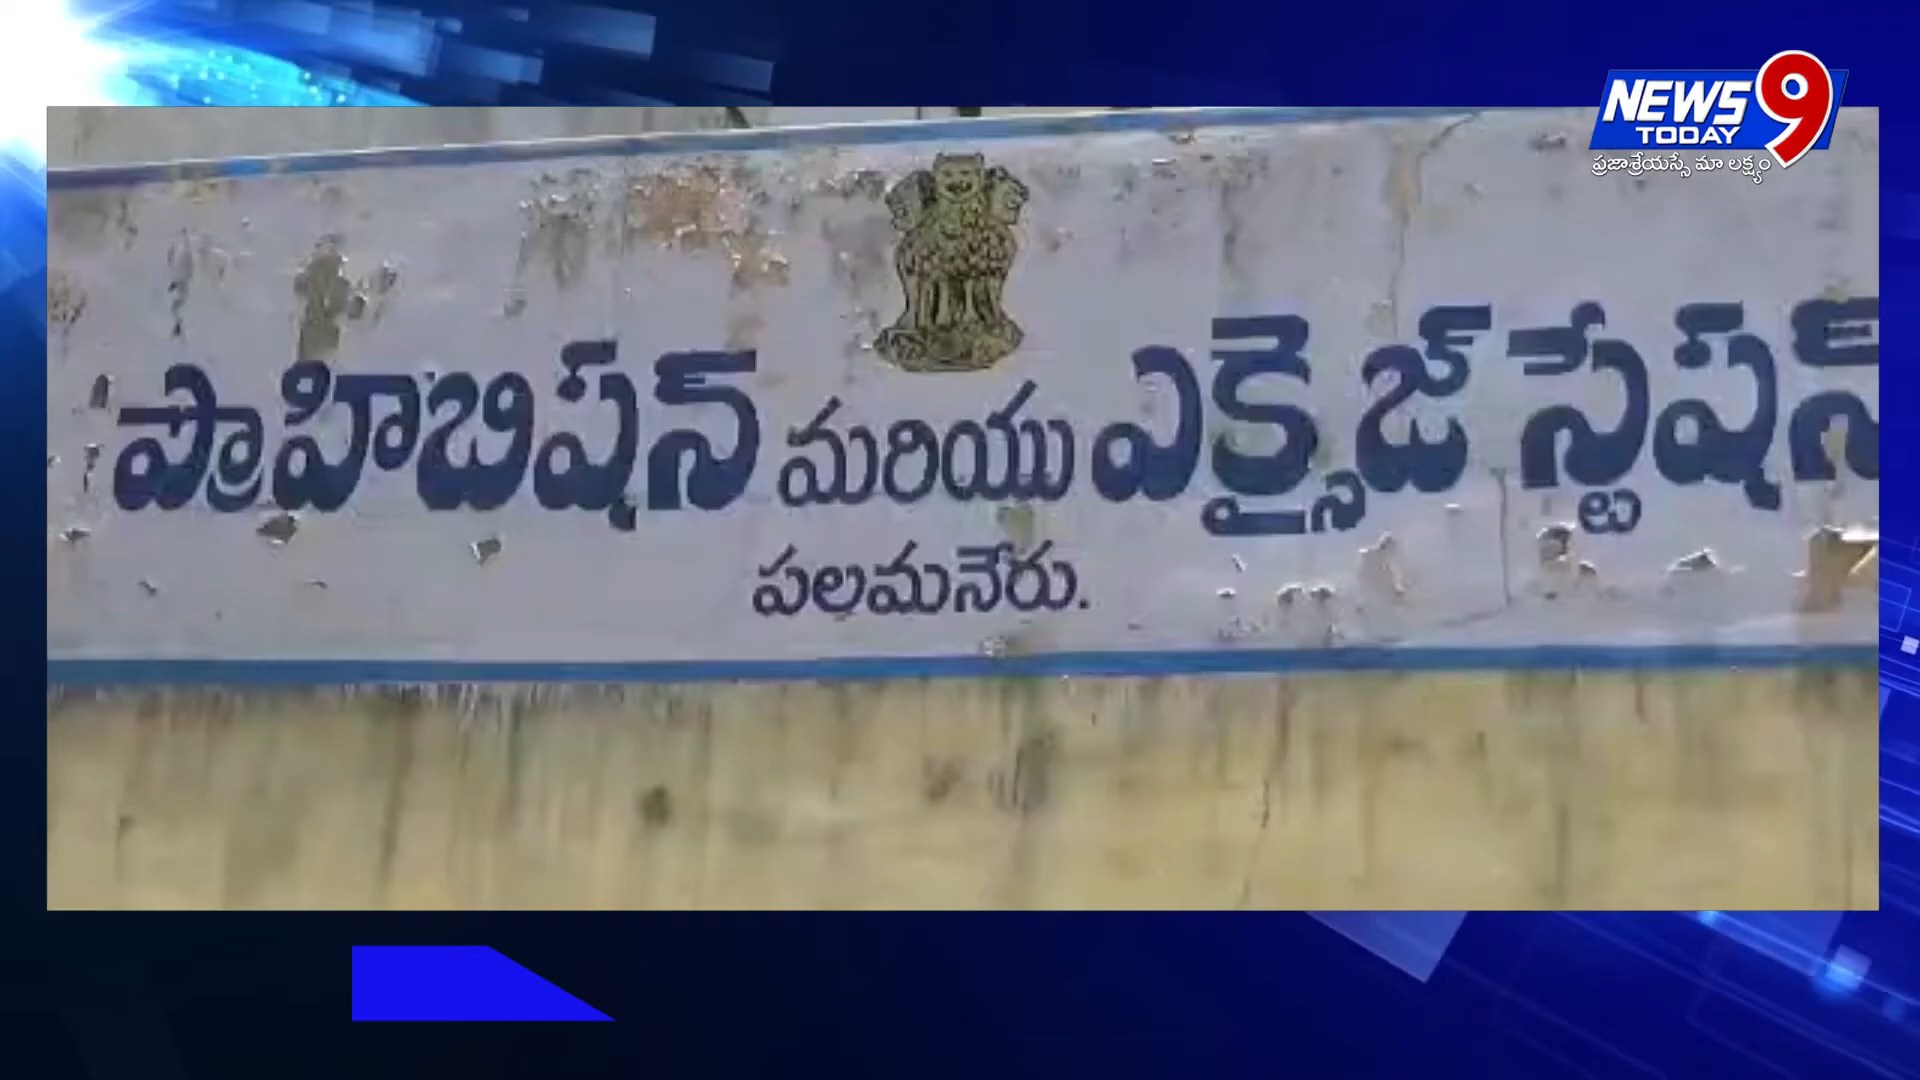 NEWS 9
TODAY
ప్రజాశ్రేయస్సే మా లక్ష్యం
ప్రొహిబిషన్ మరియు ఎక్సైజ్ స్టేషన్
పలమనేరు.